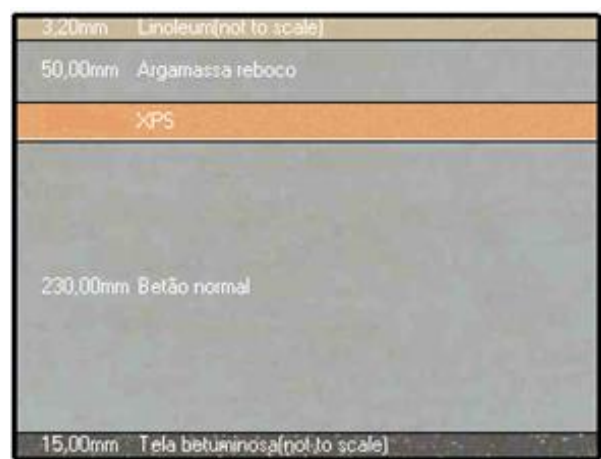 3,20mm Linoleum(not to scale)
50,00mm Argamassa reboco
XPS
230,00mm Betão normal
15,00mm Tela betuminosa(not to scale)